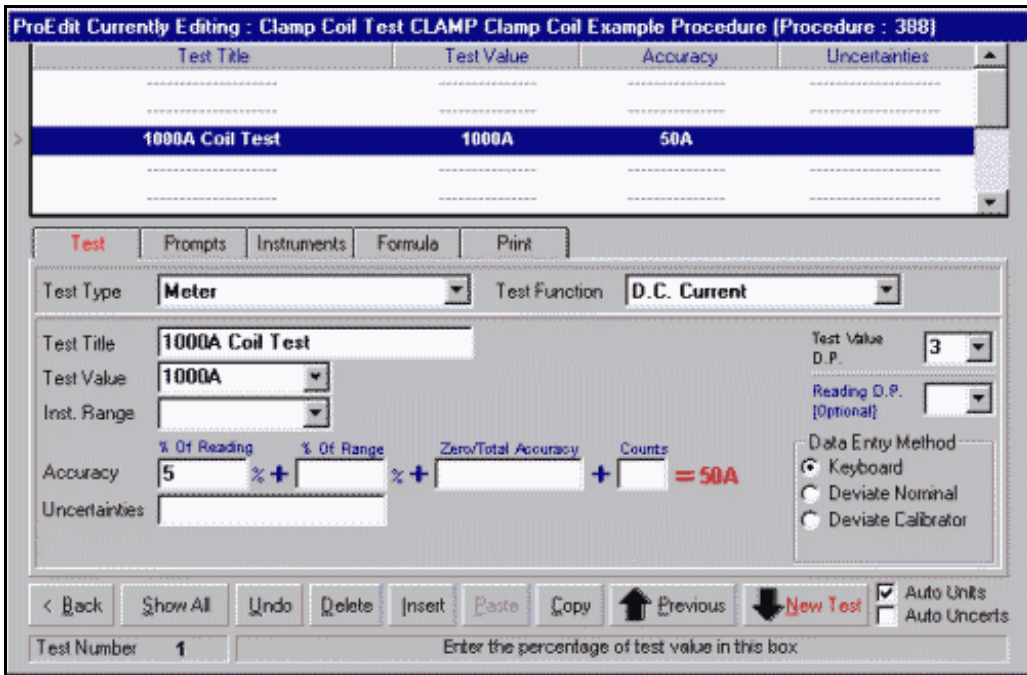 ProEdit Currently Editing : Clamp Coil Test CLAMP Clamp Coil Example Procedure (Procedure : 388)
Test Title Test Value Accuracy Uncertainties
> 1000A Coil Test 1000A 50A
Test Prompts Instruments Formula Print
Test Type Meter Test Function D.C. Current
Test Title 1000A Coil Test Test Value D.P. 3
Test Value 1000A
Reading D.P. (Optional)
Inst. Range
% Of Reading % Of Range Zero/Total Accuracy Counts
Accuracy 5 % + % + + = 50A
Uncertainties
Data Entry Method
Keyboard
Deviate Nominal
Deviate Calibrator
< Back Show All Undo Delete Insert Paste Copy Previous New Test
Auto Units
Auto Uncerts
Test Number 1 Enter the percentage of test value in this box